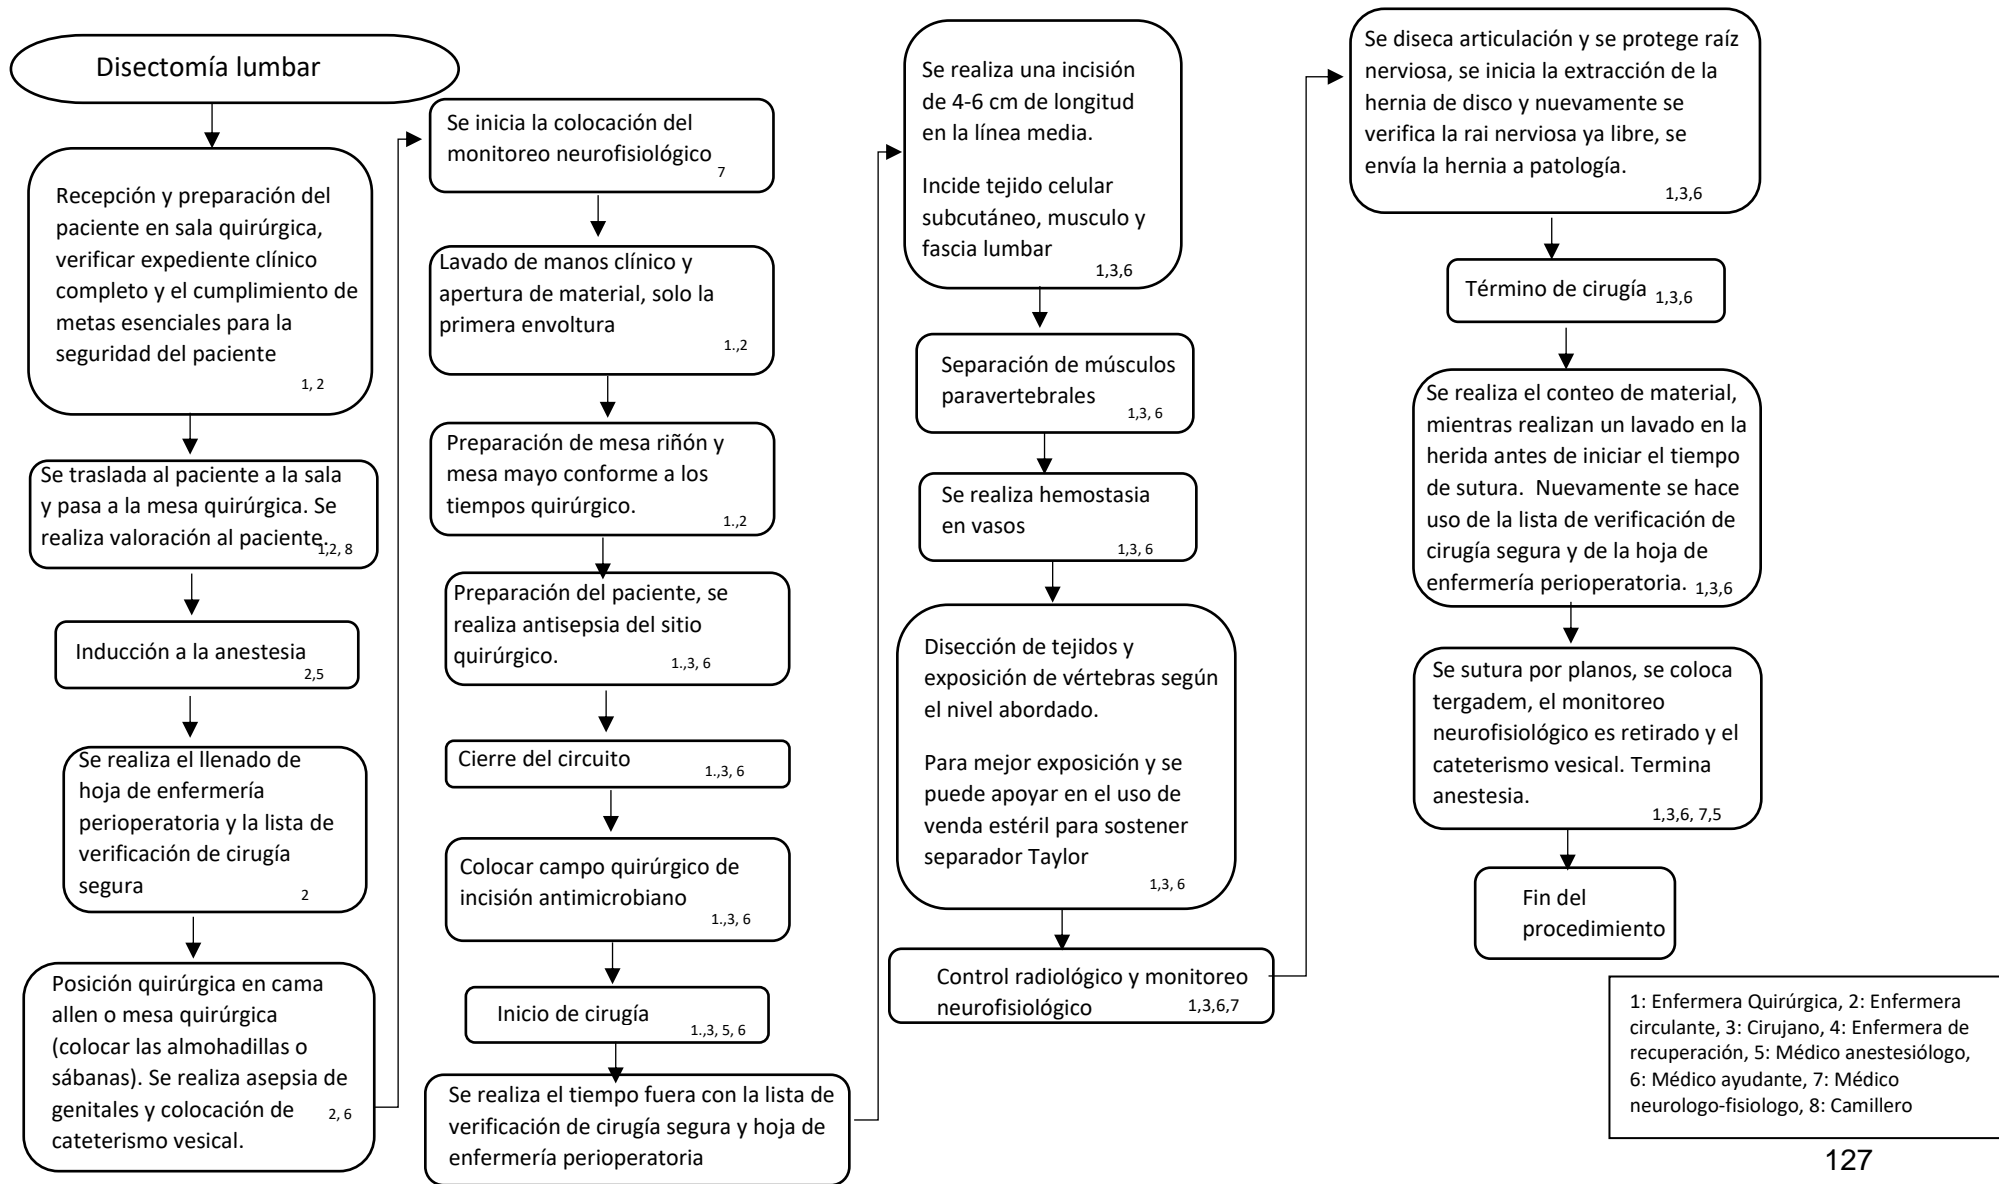 Disectomía lumbar
Recepción y preparación del
paciente en sala quirúrgica,
verificar expediente clínico
completo y el cumplimiento de
metas esenciales para la
seguridad del paciente
1, 2
Se traslada al paciente a la sala
y pasa a la mesa quirúrgica. Se
realiza valoración al paciente.
1,2, 8
Inducción a la anestesia
2,5
Se realiza el llenado de
hoja de enfermería
perioperatoria y la lista de
verificación de cirugía
segura
2
Posición quirúrgica en cama
allen o mesa quirúrgica
(colocar las almohadillas o
sábanas). Se realiza asepsia de
genitales y colocación de
cateterismo vesical.
2, 6
Se inicia la colocación del
monitoreo neurofisiológico
7
Lavado de manos clínico y
apertura de material, solo la
primera envoltura
1.,2
Preparación de mesa riñón y
mesa mayo conforme a los
tiempos quirúrgico.
1.,2
Preparación del paciente, se
realiza antisepsia del sitio
quirúrgico.
1.,3, 6
Cierre del circuito
1.,3, 6
Colocar campo quirúrgico de
incisión antimicrobiano
1.,3, 6
Inicio de cirugía
1.,3, 5, 6
Se realiza el tiempo fuera con la lista de
verificación de cirugía segura y hoja de
enfermería perioperatoria
Se realiza una incisión
de 4-6 cm de longitud
en la línea media.
Incide tejido celular
subcutáneo, musculo y
fascia lumbar
1,3,6
Separación de músculos
paravertebrales
1,3, 6
Se realiza hemostasia
en vasos
1,3, 6
Disección de tejidos y
exposición de vértebras según
el nivel abordado.
Para mejor exposición y se
puede apoyar en el uso de
venda estéril para sostener
separador Taylor
1,3, 6
Control radiológico y monitoreo
neurofisiológico
1,3,6,7
Se diseca articulación y se protege raíz
nerviosa, se inicia la extracción de la
hernia de disco y nuevamente se
verifica la rai nerviosa ya libre, se
envía la hernia a patología.
1,3,6
Término de cirugía 1,3,6
Se realiza el conteo de material,
mientras realizan un lavado en la
herida antes de iniciar el tiempo
de sutura. Nuevamente se hace
uso de la lista de verificación de
cirugía segura y de la hoja de
enfermería perioperatoria. 1,3,6
Se sutura por planos, se coloca
tergadem, el monitoreo
neurofisiológico es retirado y el
cateterismo vesical. Termina
anestesia.
1,3,6, 7,5
Fin del
procedimiento
1: Enfermera Quirúrgica, 2: Enfermera
circulante, 3: Cirujano, 4: Enfermera de
recuperación, 5: Médico anestesiólogo,
6: Médico ayudante, 7: Médico
neurologo-fisiologo, 8: Camillero
127